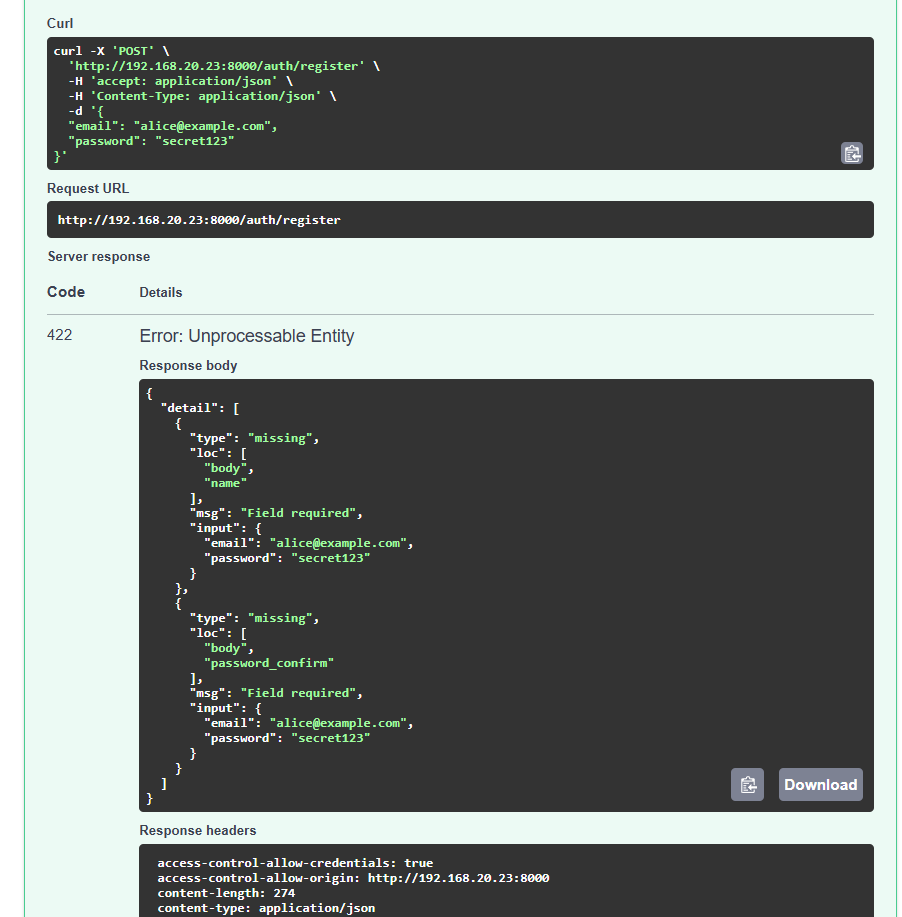 Curl
curl -X 'POST' \
  'http://192.168.20.23:8000/auth/register' \
  -H 'accept: application/json' \
  -H 'Content-Type: application/json' \
  -d '{
  "email": "alice@example.com",
  "password": "secret123"
}'
Request URL
http://192.168.20.23:8000/auth/register
Server response
Code Details
422 Error: Unprocessable Entity
Response body
{
  "detail": [
    {
      "type": "missing",
      "loc": [
        "body",
        "name"
      ],
      "msg": "Field required",
      "input": {
        "email": "alice@example.com",
        "password": "secret123"
      }
    },
    {
      "type": "missing",
      "loc": [
        "body",
        "password_confirm"
      ],
      "msg": "Field required",
      "input": {
        "email": "alice@example.com",
        "password": "secret123"
      }
    }
  ]
}
Download
Response headers
access-control-allow-credentials: true
access-control-allow-origin: http://192.168.20.23:8000
content-length: 274
content-type: application/json